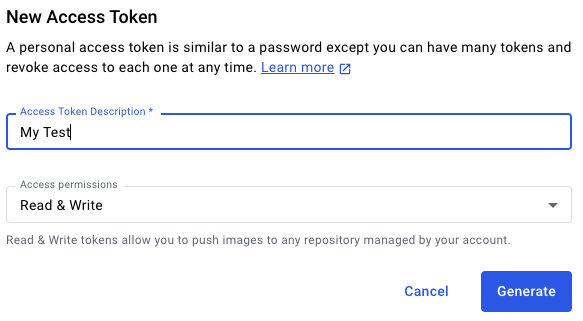 New Access Token
A personal access token is similar to a password except you can have many tokens and
revoke access to each one at any time. Learn more
Access Token Description *
My Test
Access permissions
Read & Write
Read & Write tokens allow you to push images to any repository managed by your account.
Cancel Generate